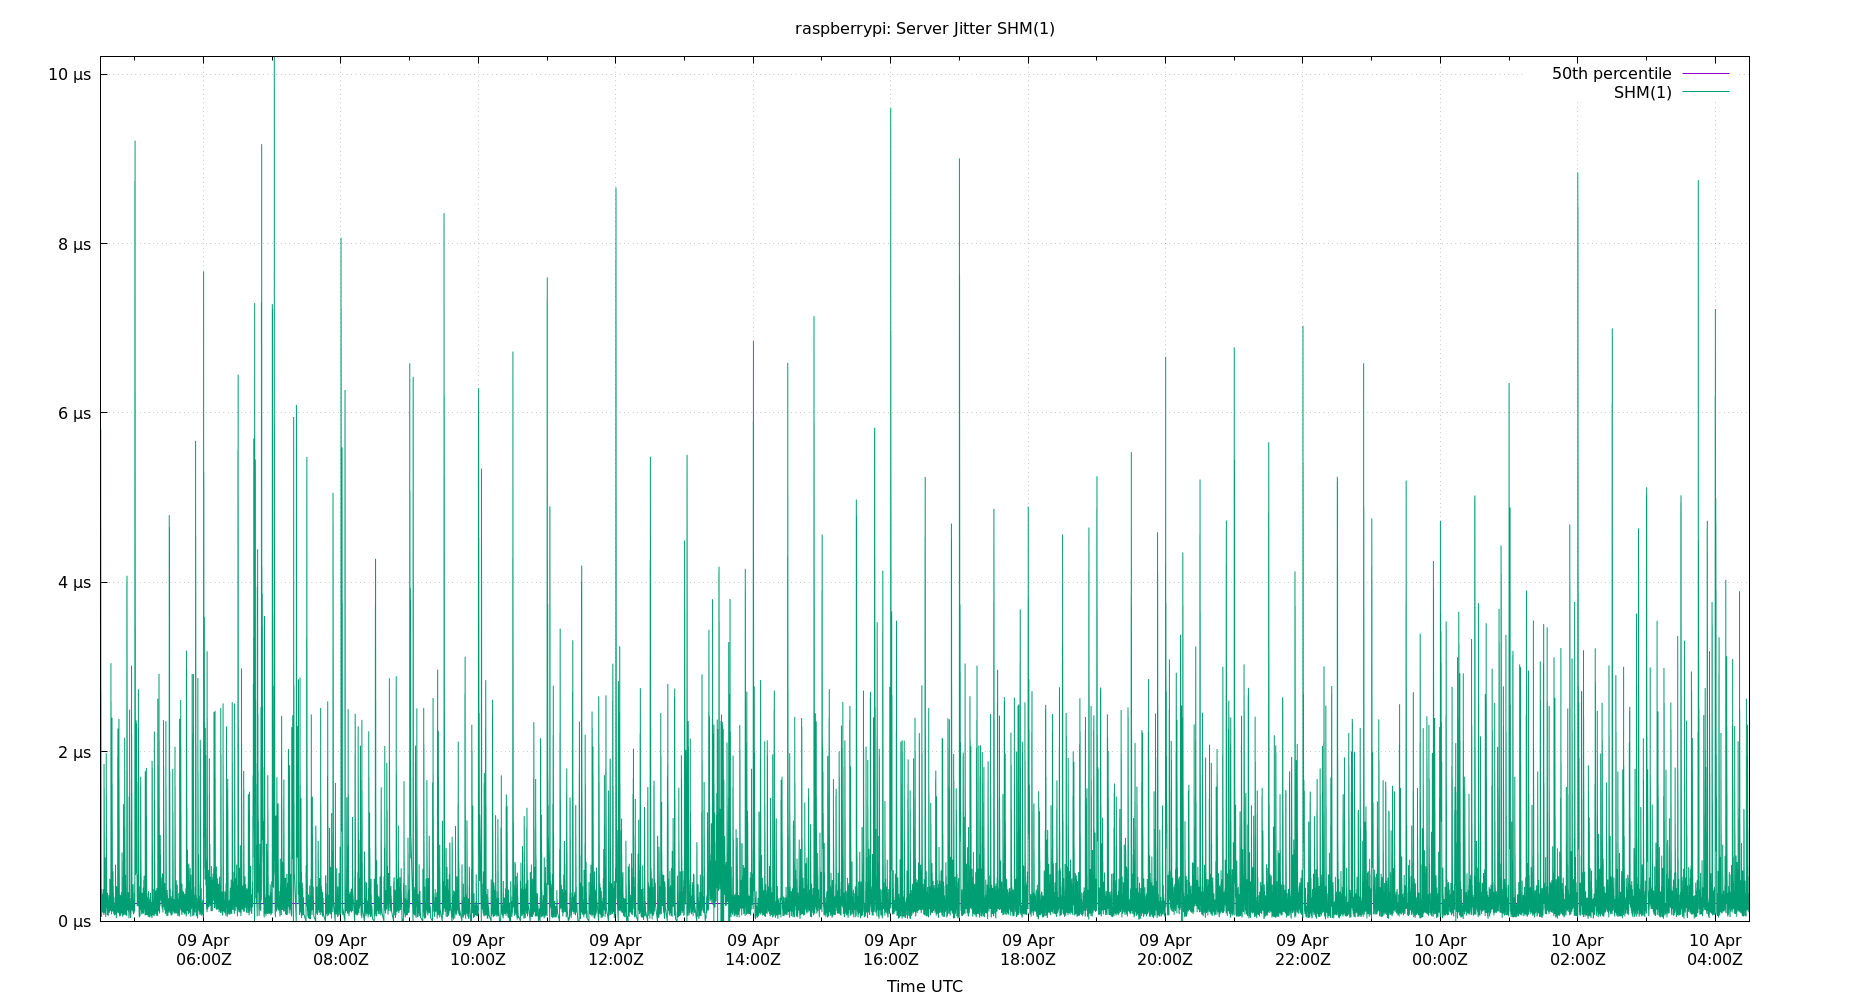 raspberrypi: Server Jitter SHM(1)
50th percentile
SHM(1)
10 µs
8 µs
6 µs
4 µs
2 µs
0 µs
09 Apr 09 Apr 09 Apr 09 Apr 09 Apr 09 Apr 09 Apr 09 Apr 09 Apr 10 Apr 10 Apr 10 Apr
06:00Z 08:00Z 10:00Z 12:00Z 14:00Z 16:00Z 18:00Z 20:00Z 22:00Z 00:00Z 02:00Z 04:00Z
Time UTC